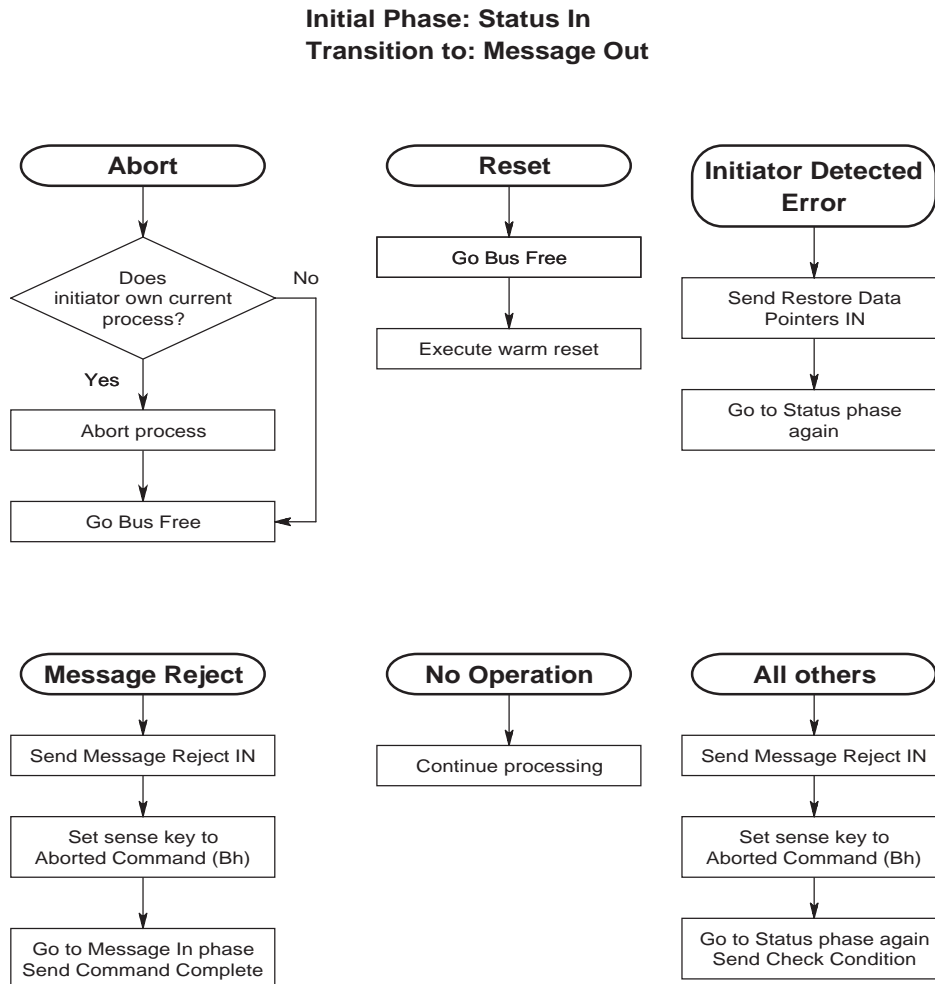 Initial Phase: Status In
Transition to: Message Out
Abort
Does
initiator own current
process?
No
Yes
Abort process
Go Bus Free
Reset
Go Bus Free
Execute warm reset
Initiator Detected
Error
Send Restore Data
Pointers IN
Go to Status phase
again
Message Reject
Send Message Reject IN
Set sense key to
Aborted Command (Bh)
Go to Message In phase
Send Command Complete
No Operation
Continue processing
All others
Send Message Reject IN
Set sense key to
Aborted Command (Bh)
Go to Status phase again
Send Check Condition